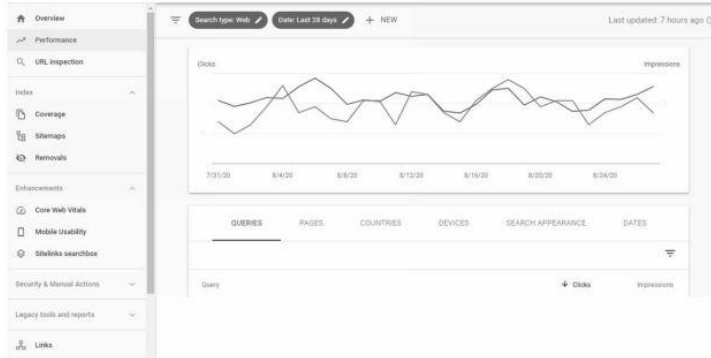 Overview
Performance
URL inspection
Index
Coverage
Sitemaps
Removals
Enhancements
Core Web Vitals
Mobile Usability
Sitelinks searchbox
Security & Manual Actions
Legacy tools and reports
Links
Search type: Web
Date: Last 28 days
+ NEW
Last updated: 7 hours ago
Clicks
Impressions
7/31/20 8/4/20 8/8/20 8/12/20 8/16/20 8/20/20 8/24/20
QUERIES PAGES COUNTRIES DEVICES SEARCH APPEARANCE DATES
Query
Clicks
Impressions